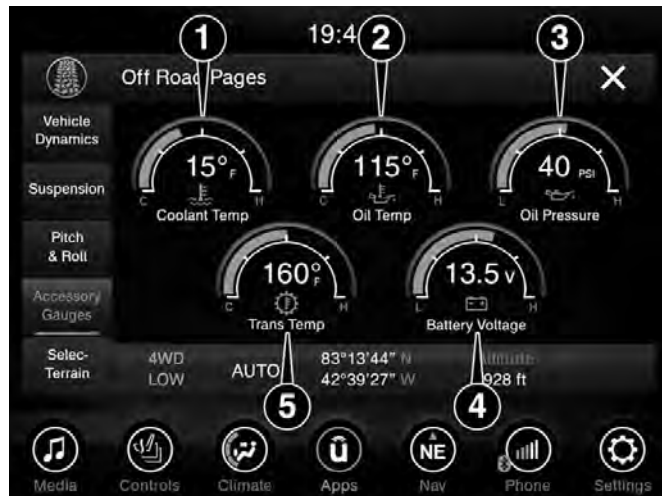 1
19:4
2
3
Off Road Pages
Vehicle
Dynamics
15°F
C H
Coolant Temp
115°F
C H
Oil Temp
40 PSI
L H
Oil Pressure
Suspension
Pitch
& Roll
160°F
C H
Trans Temp
13.5 v
L H
Battery Voltage
Accessory
Gauges
Selec-
Terrain
4WD
LOW
AUTO
83°13'44" N
42°39'27" W
928 ft
5
4
Media
Controls
Climate
û
Apps
NE
Nav
Phone
Settings